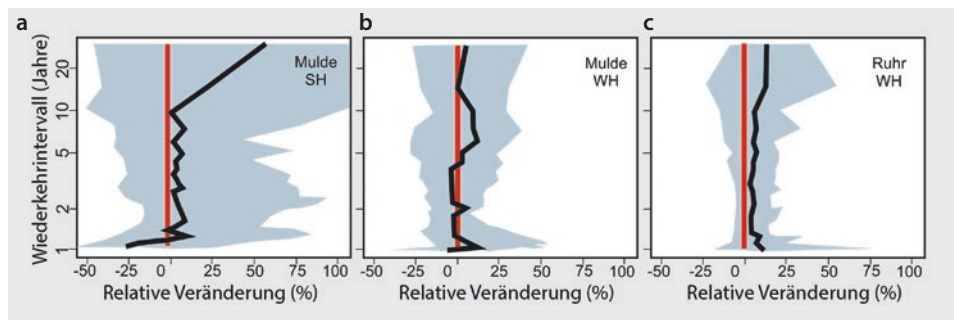 a
b
c
Wiederkehrintervall (Jahre)
20
10
5
2
1
Mulde
SH
Mulde
WH
Ruhr
WH
-50 -25 0 25 50 75 100
-50 -25 0 25 50 75 100
-50 -25 0 25 50 75 100
Relative Veränderung (%)
Relative Veränderung (%)
Relative Veränderung (%)